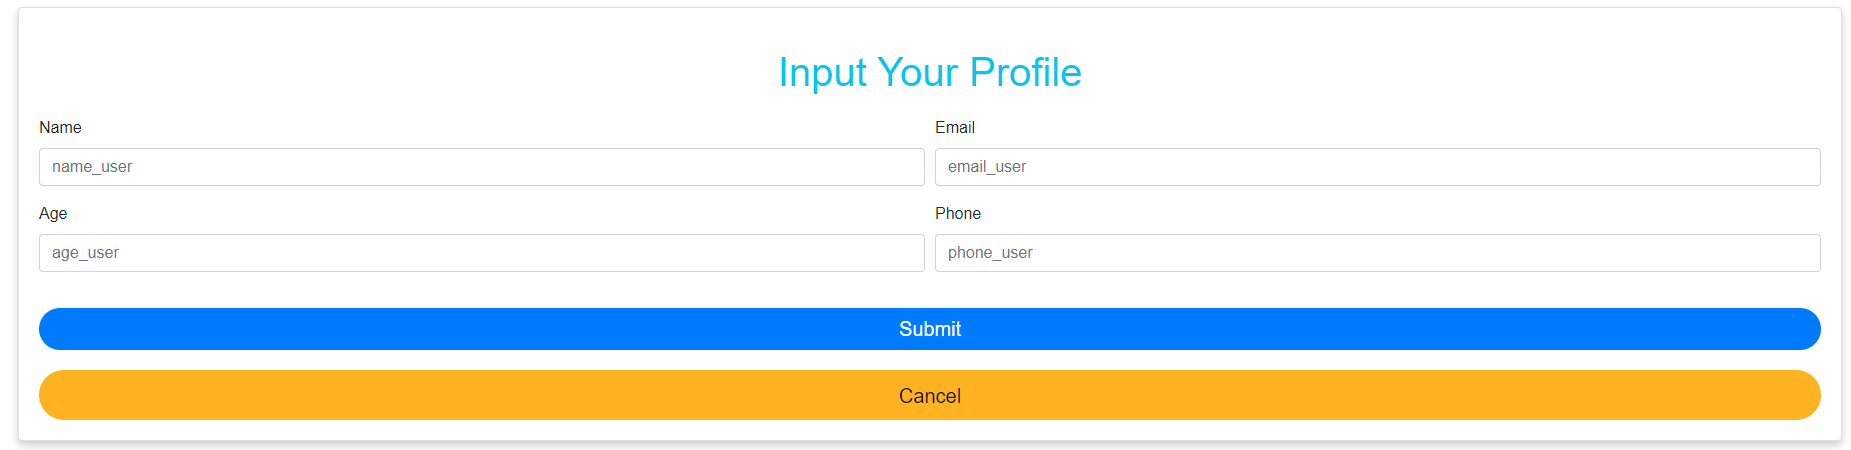 Input Your Profile
Name Email
name_user email_user
Age Phone
age_user phone_user
Submit
Cancel